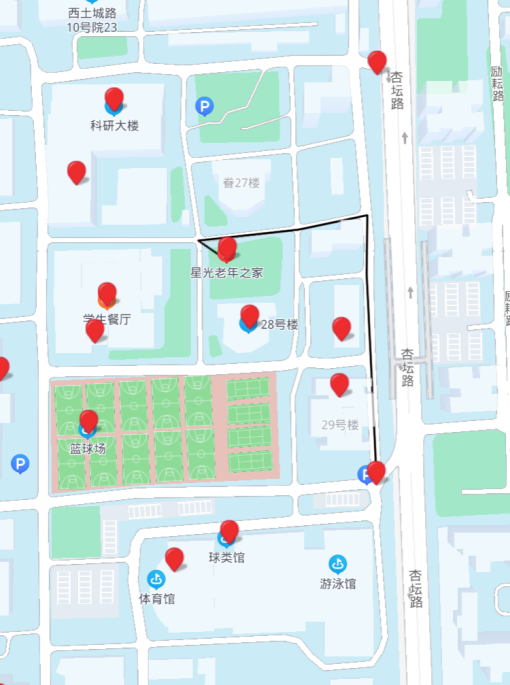 西土城路
10号院23
杏坛路
励耘路
P
科研大楼
眷27楼
星光老年之家
学生餐厅
28号楼
杏坛路
29号楼
篮球场
P
P
球类馆
游泳馆
体育馆
杏坛路